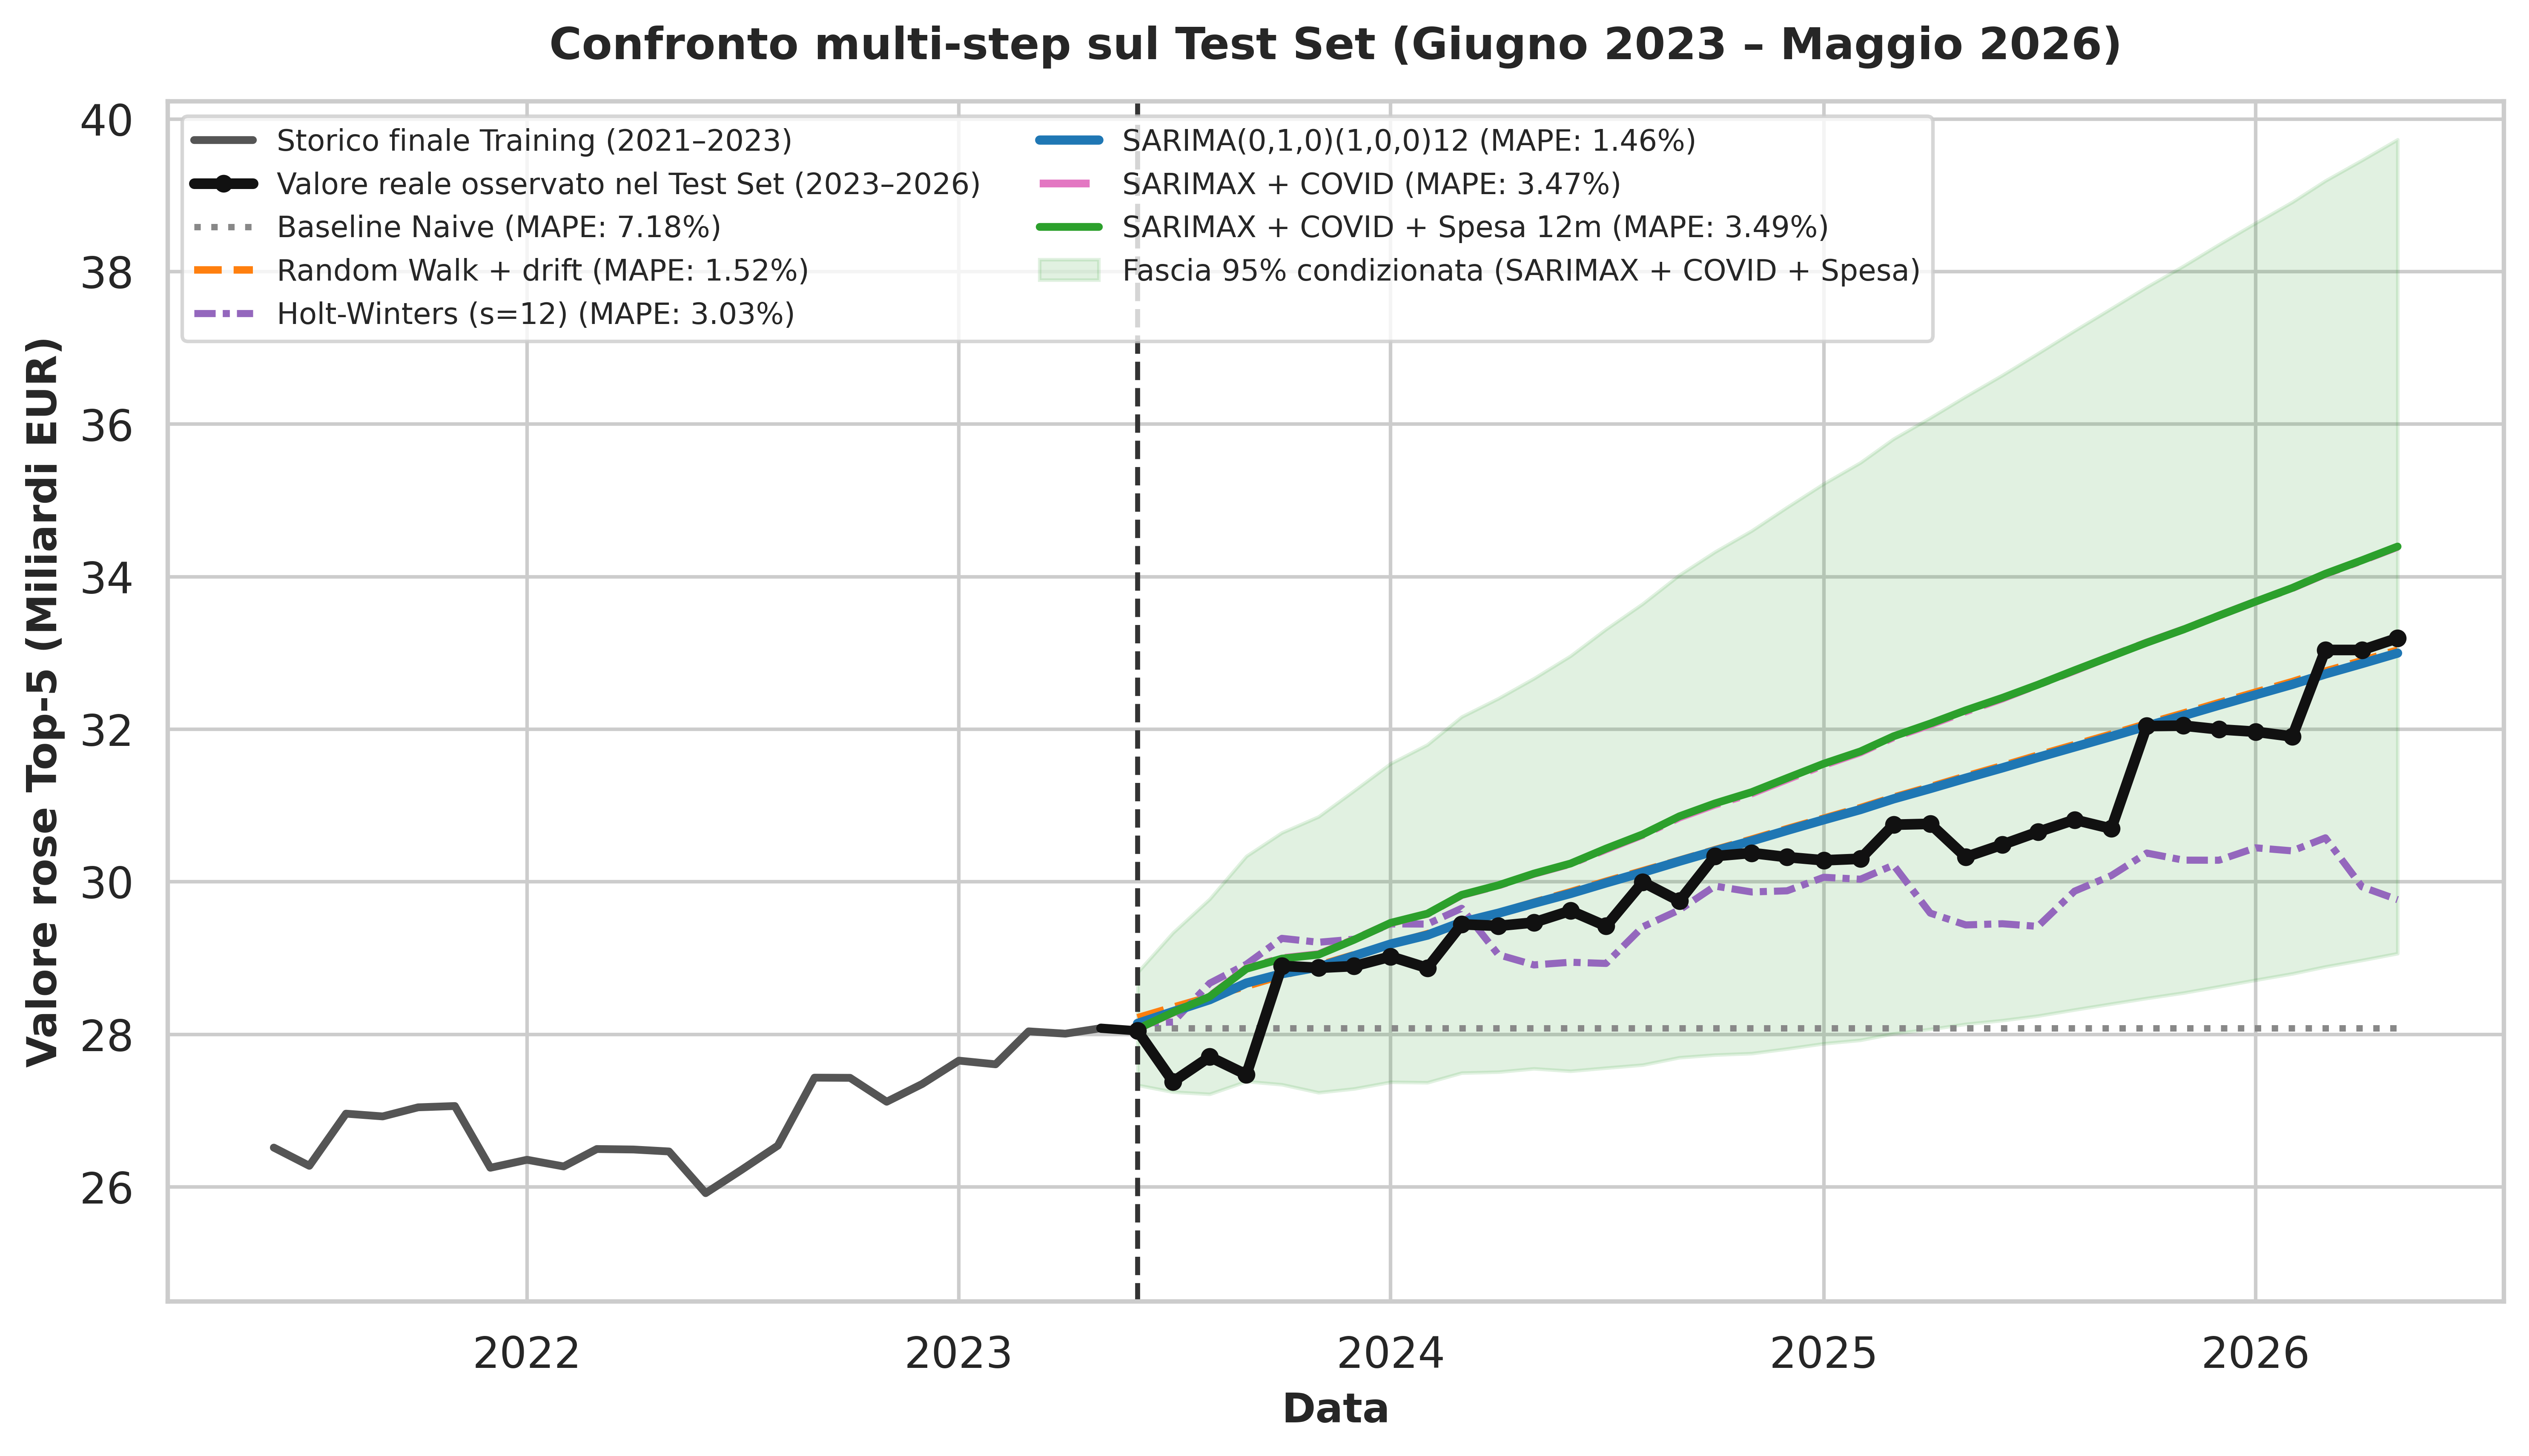 Confronto multi-step sul Test Set (Giugno 2023 – Maggio 2026)
Storico finale Training (2021–2023)
Valore reale osservato nel Test Set (2023–2026)
Baseline Naive (MAPE: 7.18%)
Random Walk + drift (MAPE: 1.52%)
Holt-Winters (s=12) (MAPE: 3.03%)
SARIMA(0,1,0)(1,0,0)12 (MAPE: 1.46%)
SARIMAX + COVID (MAPE: 3.47%)
SARIMAX + COVID + Spesa 12m (MAPE: 3.49%)
Fascia 95% condizionata (SARIMAX + COVID + Spesa)
Valore rose Top-5 (Miliardi EUR)
40
38
36
34
32
30
28
26
2022
2023
2024
2025
2026
Data